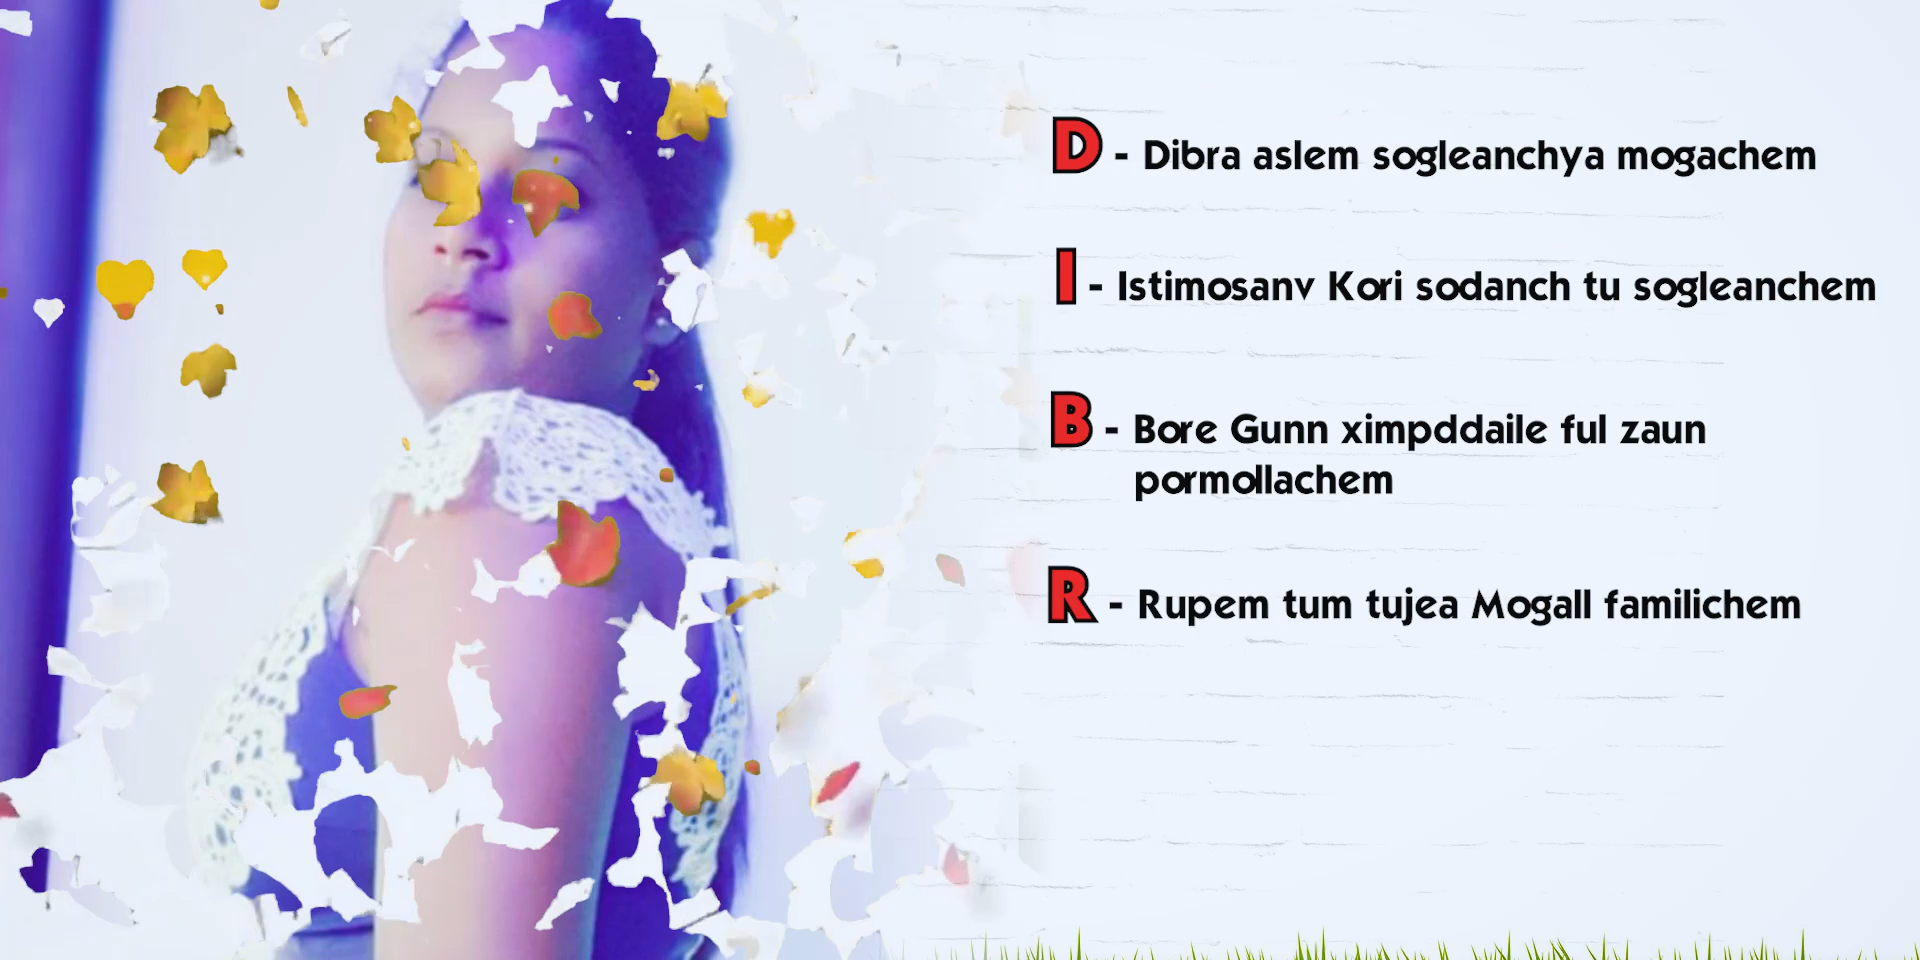 D - Dibra aslem sogleanchya mogachem
I - Istimosanv Kori sodanch tu sogleanchem
B - Bore Gunn ximpddaile ful zaun
pormollachem
R - Rupem tum tujea Mogall familichem